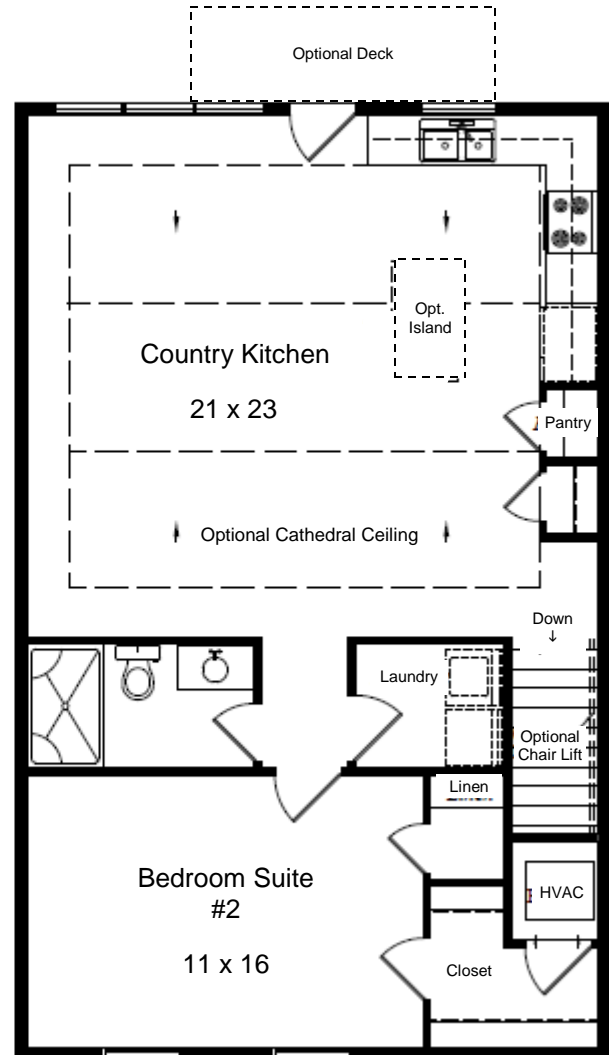 Optional Deck
Opt.
Island
Country Kitchen
21 x 23
Pantry
Optional Cathedral Ceiling
Down
↓
Laundry
Optional
Chair Lift
Linen
Bedroom Suite
#2
11 x 16
HVAC
Closet